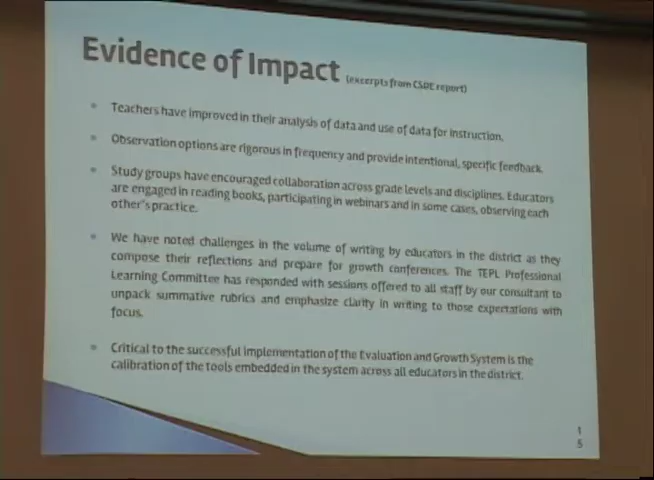 Evidence of Impact (excerpts from CSDE report)
Teachers have improved in their analysis of data and use of data for instruction.
Observation options are rigorous in frequency and provide intentional, specific feedback.
Study groups have encouraged collaboration across grade levels and disciplines. Educators
are engaged in reading books, participating in webinars and in some cases, observing each
other's practice.
We have noted challenges in the volume of writing by educators in the district as they
compose their reflections and prepare for growth conferences. The TEPL Professional
Learning Committee has responded with sessions offered to all staff by our consultant to
unpack summative rubrics and emphasize clarity in writing to those expectations with
focus.
Critical to the successful implementation of the Evaluation and Growth System is the
calibration of the tools embedded in the system across all educators in the district.
1
5